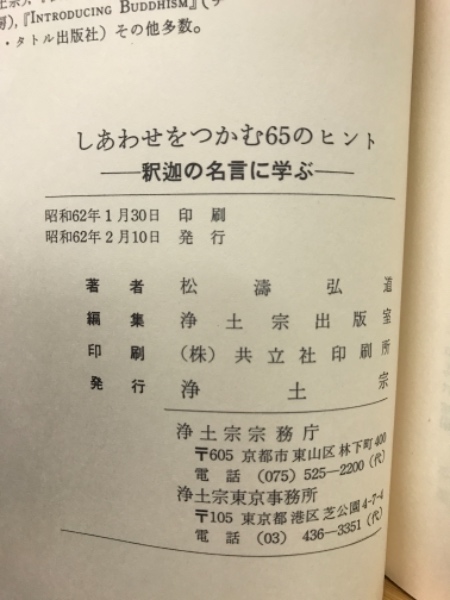 房),『INTRODUCING BUDDHISM』(チ
・タトル出版社)その他多数。
しあわせをつかむ65のヒント
——釈迦の名言に学ぶ——
昭和62年1月30日 印刷
昭和62年2月10日 発行
著者 松濤弘道
編集 浄土宗出版室
印刷 (株)共立社印刷所
発行 浄土宗
浄土宗宗務庁
〒605 京都市東山区林下町400
電話 (075) 525—2200(代)
浄土宗東京事務所
〒105 東京都港区芝公園4-7-4
電話 (03) 436—3351(代)